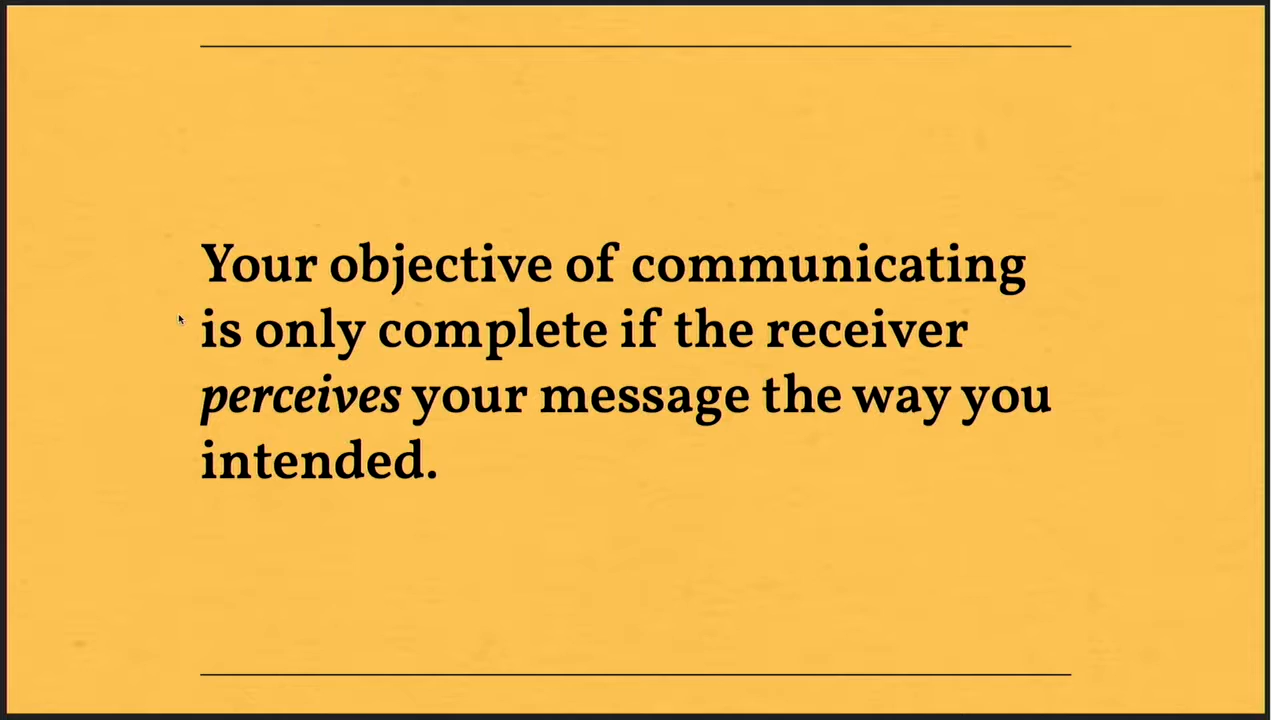 Your objective of communicating
is only complete if the receiver
perceives your message the way you
intended.